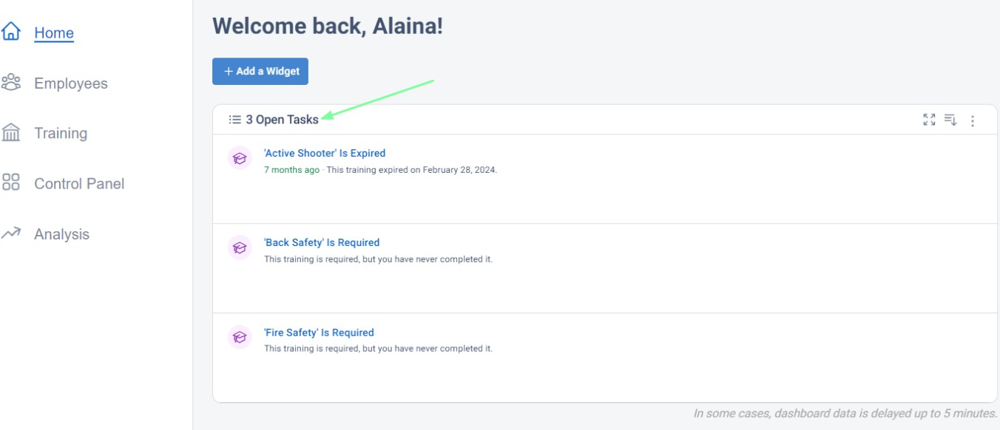 Home
Employees
Training
Control Panel
Analysis
Welcome back, Alaina!
+ Add a Widget
3 Open Tasks
'Active Shooter' Is Expired
7 months ago · This training expired on February 28, 2024.
'Back Safety' Is Required
This training is required, but you have never completed it.
'Fire Safety' Is Required
This training is required, but you have never completed it.
In some cases, dashboard data is delayed up to 5 minutes.